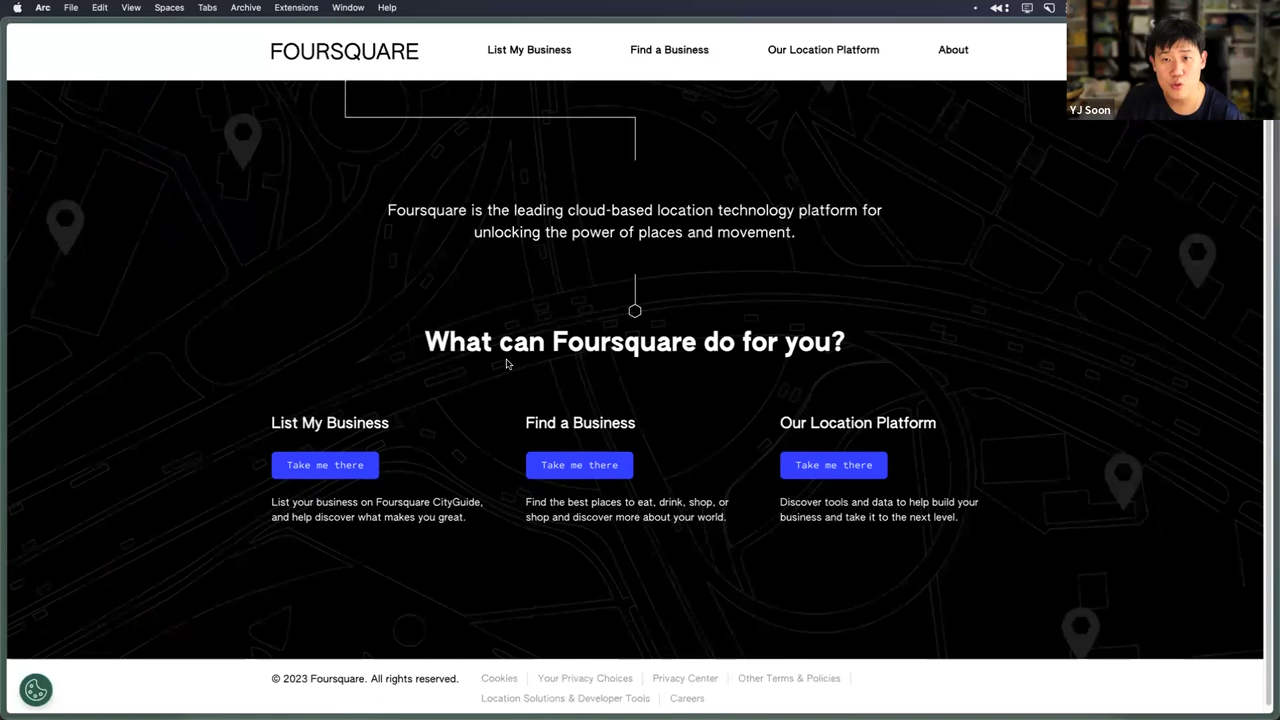 Arc File Edit View Spaces Tabs Archive Extensions Window Help
FOURSQUARE List My Business Find a Business Our Location Platform About
YJ Soon
Foursquare is the leading cloud-based location technology platform for
unlocking the power of places and movement.
What can Foursquare do for you?
List My Business
Take me there
List your business on Foursquare CityGuide,
and help discover what makes you great.
Find a Business
Take me there
Find the best places to eat, drink, shop, or
shop and discover more about your world.
Our Location Platform
Take me there
Discover tools and data to help build your
business and take it to the next level.
© 2023 Foursquare. All rights reserved.
Cookies Your Privacy Choices Privacy Center Other Terms & Policies
Location Solutions & Developer Tools Careers